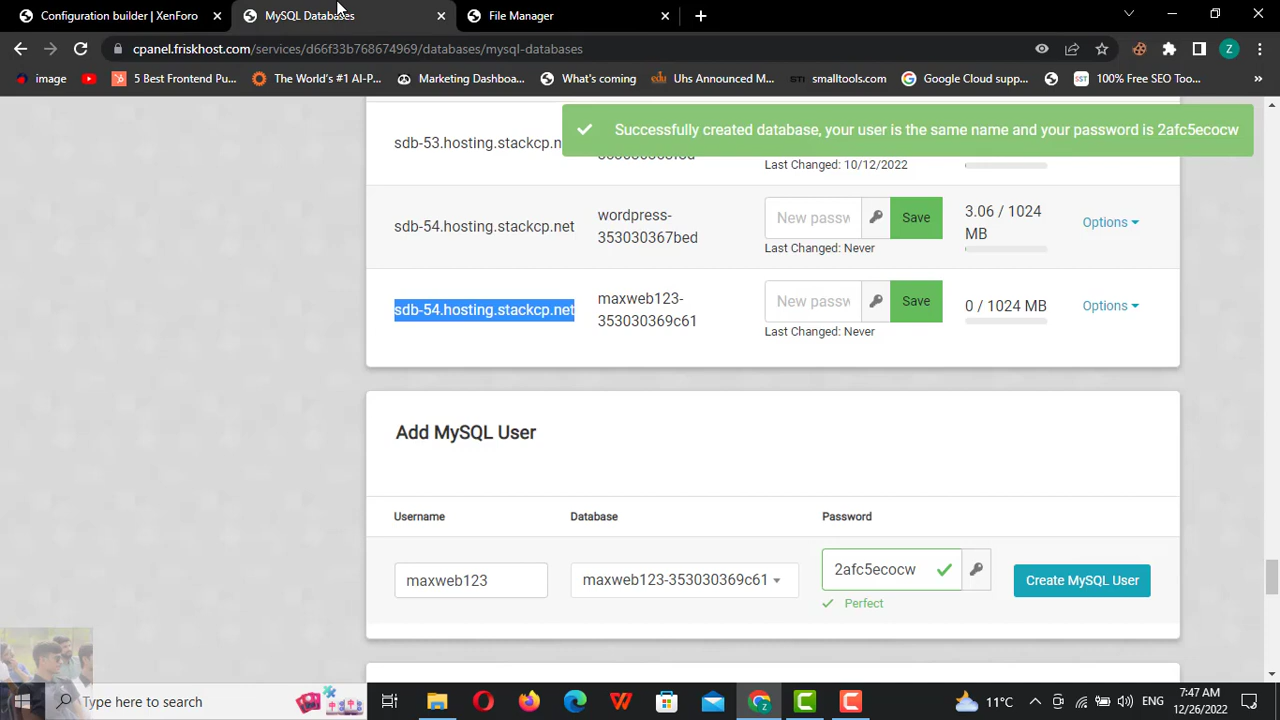 Configuration builder | XenForo
MySQL Databases
File Manager
cpanel.friskhost.com/services/d66f33b768674969/databases/mysql-databases
Z
image
5 Best Frontend Pu...
The World's #1 AI-P...
Marketing Dashboa...
What's coming
Uhs Announced M...
smalltools.com
Google Cloud supp...
100% Free SEO Too...
Successfully created database, your user is the same name and your password is 2afc5ecocw
sdb-53.hosting.stackcp.n
Last Changed: 10/12/2022
sdb-54.hosting.stackcp.net
wordpress-
353030367bed
New passw
Save
Last Changed: Never
3.06 / 1024
MB
Options
sdb-54.hosting.stackcp.net
maxweb123-
353030369c61
New passw
Save
Last Changed: Never
0 / 1024 MB
Options
Add MySQL User
Username
Database
Password
maxweb123
maxweb123-353030369c61
2afc5ecocw
Perfect
Create MySQL User
Type here to search
11°C
ENG
7:47 AM
12/26/2022